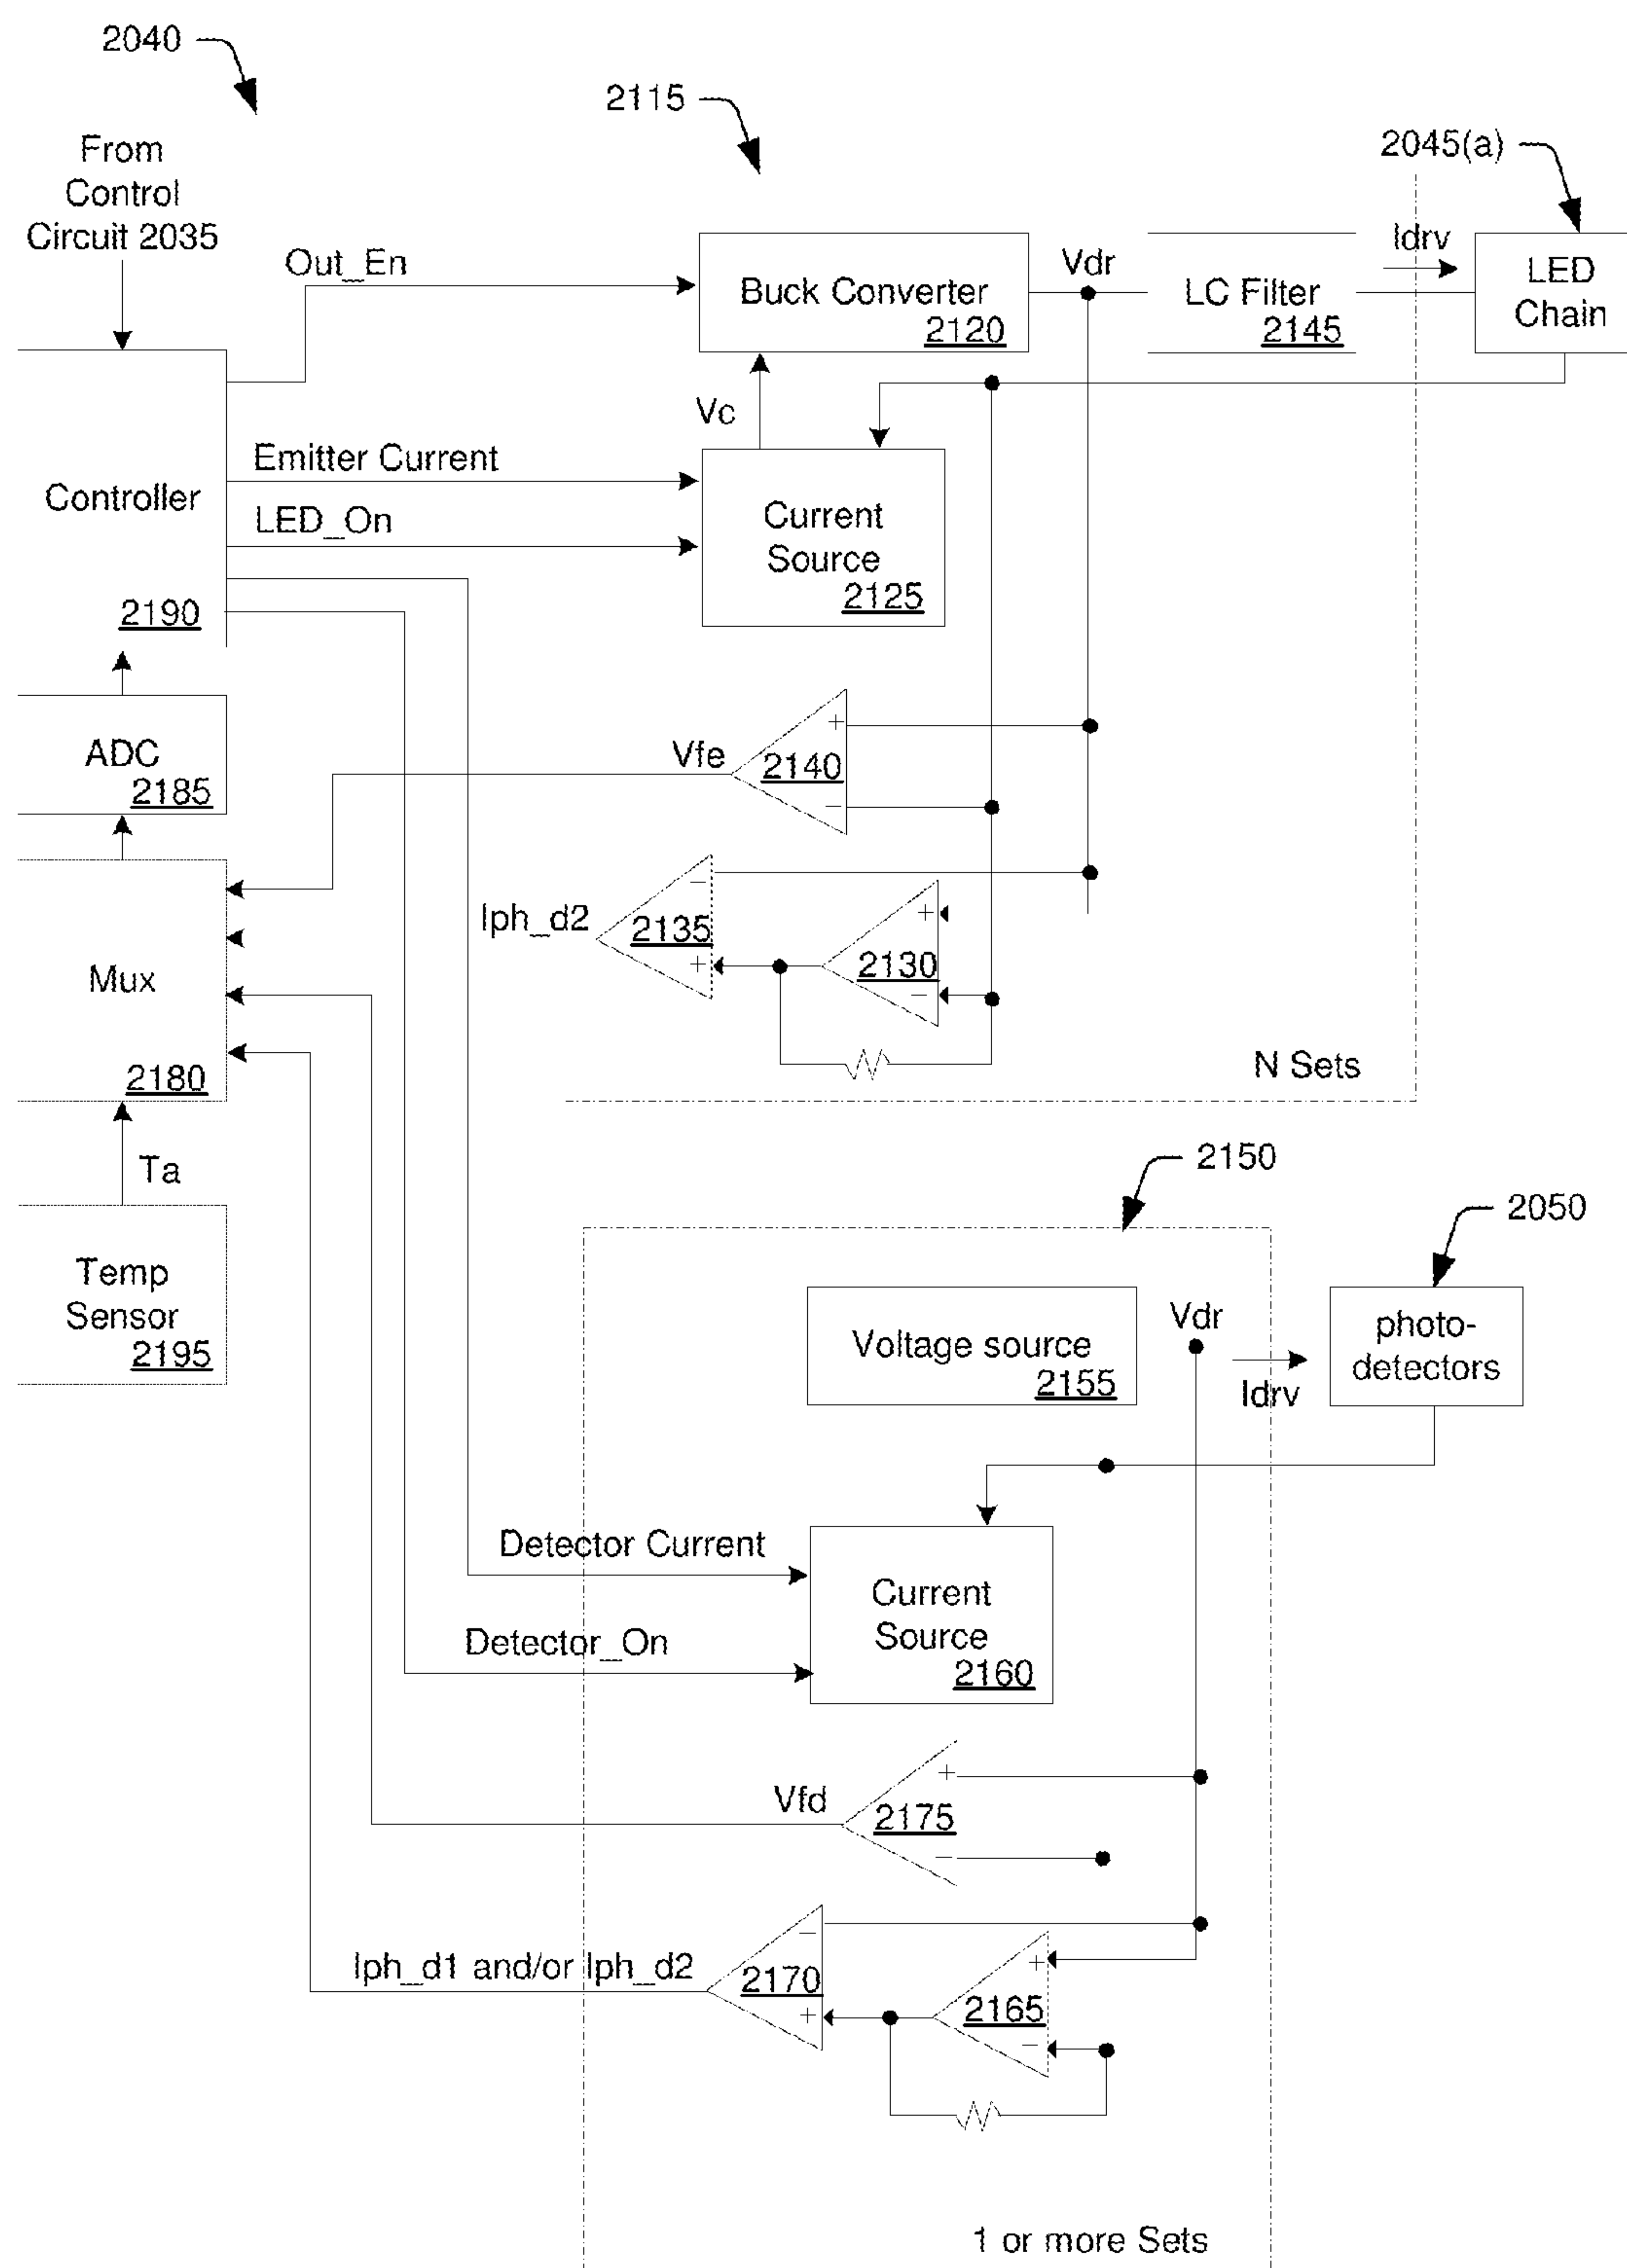 2040
2115
2045(a)
From
Control
Circuit 2035
Out_En
Buck Converter
2120
Vdr
LC Filter
2145
Idrv
LED
Chain
Vc
Emitter Current
LED_On
Controller
2190
Current
Source
2125
ADC
2185
Vfe
+
2140
−
Iph_d2
−
2135
+
+
2130
−
Mux
2180
N Sets
Ta
2150
2050
Temp
Sensor
2195
Voltage source
2155
Vdr
Idrv
photo-
detectors
Detector Current
Detector_On
Current
Source
2160
Vfd
+
2175
−
Iph_d1 and/or Iph_d2
−
2170
+
+
2165
−
1 or more Sets